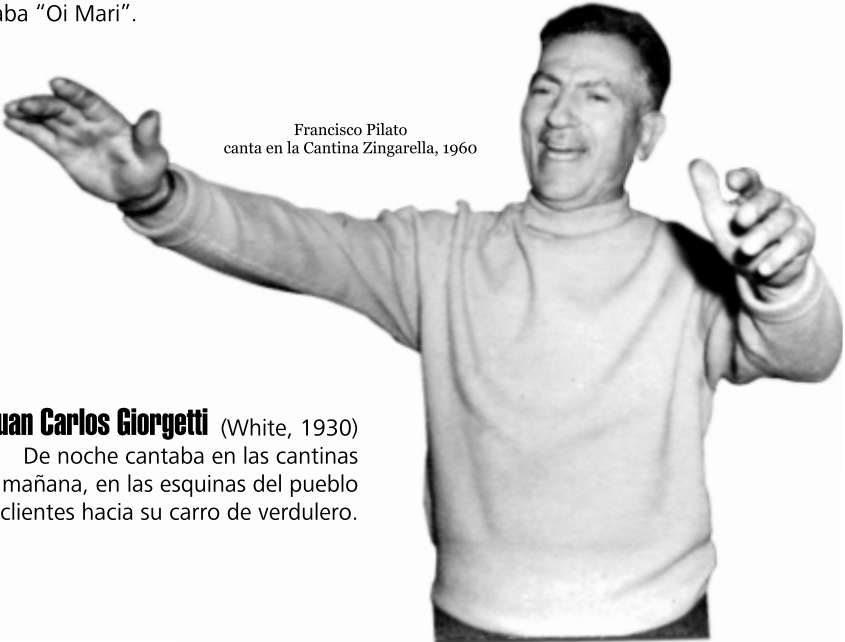 aba “Oi Mari”.
Francisco Pilato
canta en la Cantina Zingarella, 1960
uan Carlos Giorgetti (White, 1930)
De noche cantaba en las cantinas
mañana, en las esquinas del pueblo
clientes hacia su carro de verdulero.